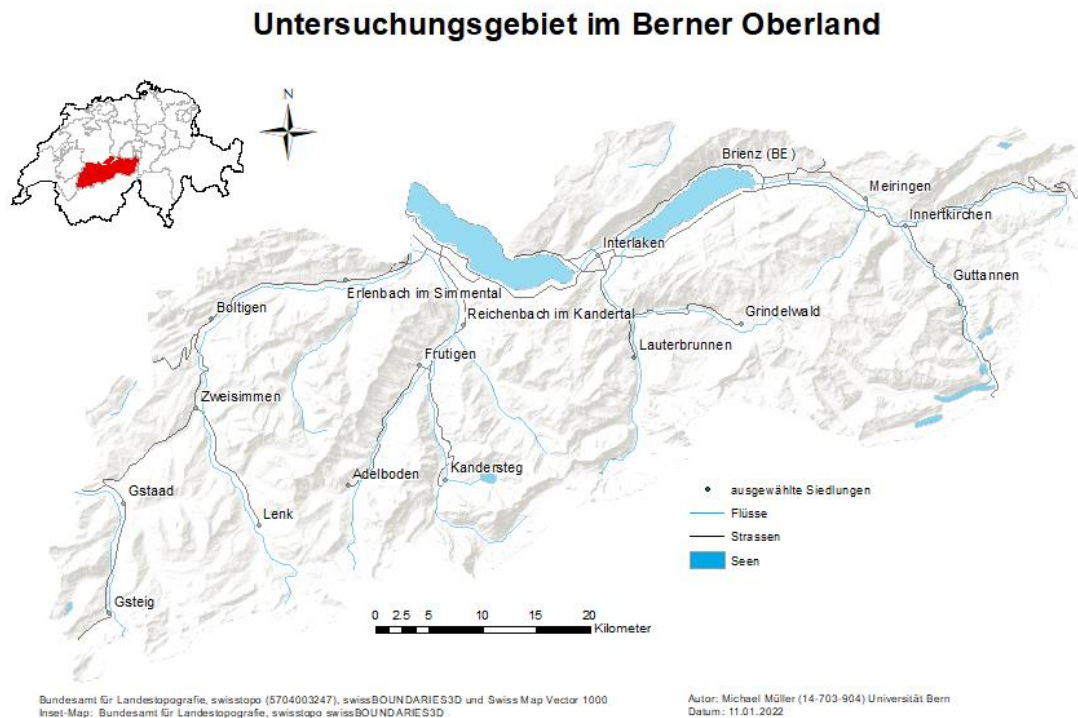 Untersuchungsgebiet im Berner Oberland
N
Brienz (BE )
Meiringen
Innertkirchen
Interlaken
Guttannen
Erlenbach im Simmental
Boltigen
Reichenbach im Kandertal
Grindelwald
Lauterbrunnen
Frutigen
Zweisimmen
Adelboden
Kandersteg
Gstaad
Lenk
Gsteig
ausgewählte Siedlungen
Flüsse
Strassen
Seen
0 2.5 5 10 15 20
Kilometer
Bundesamt für Landestopografie, swisstopo (5704003247), swissBOUNDARIES3D und Swiss Map Vector 1000
Inset-Map: Bundesamt für Landestopografie, swisstopo swissBOUNDARIES3D
Autor: Michael Müller (14-703-904) Universität Bern
Datum: 11.01.2022